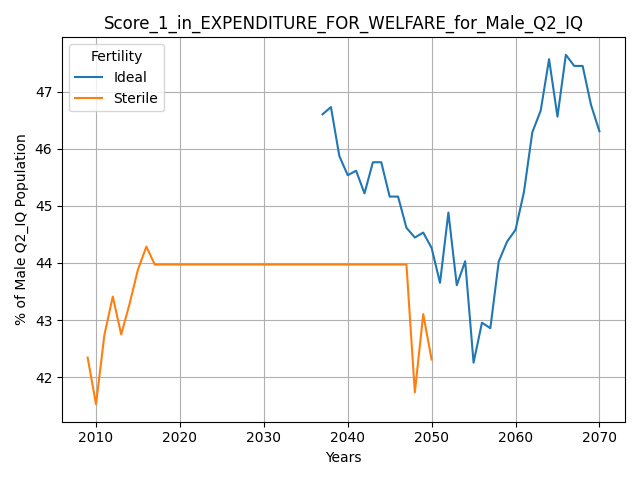 Score_1_in_EXPENDITURE_FOR_WELFARE_for_Male_Q2_IQ
Fertility
Ideal
Sterile
% of Male Q2_IQ Population
47
46
45
44
43
42
2010 2020 2030 2040 2050 2060 2070
Years